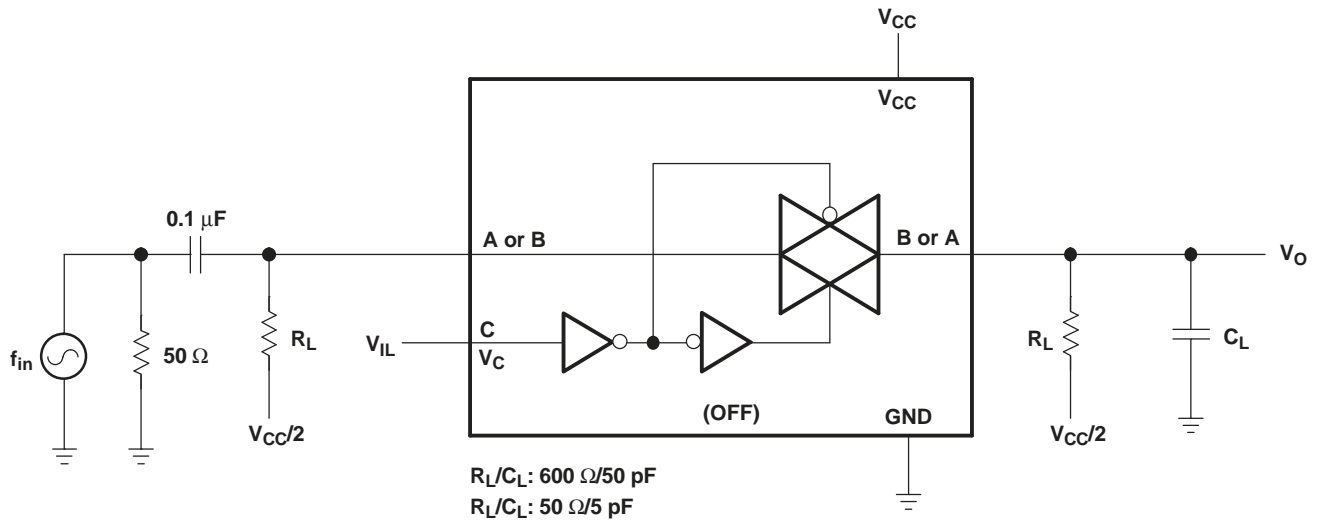 VCC
VCC
0.1 μF
A or B
B or A
VO
fin
50 Ω
RL
VCC/2
VIL
C
VC
(OFF)
GND
RL
CL
VCC/2
RL/CL: 600 Ω/50 pF
RL/CL: 50 Ω/5 pF